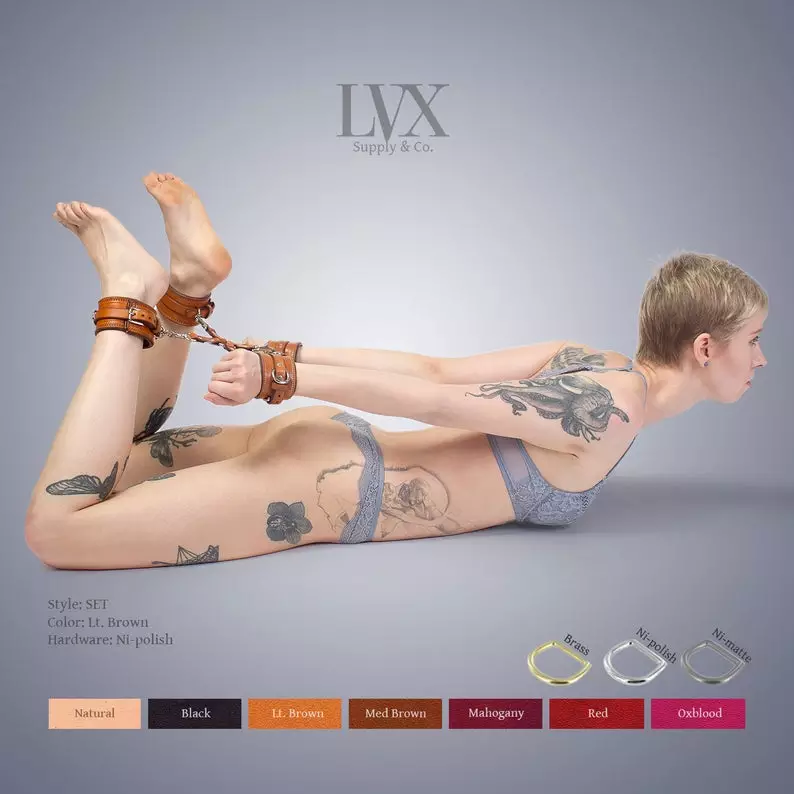 LVX
Supply & Co.
Style: SET
Color: Lt. Brown
Hardware: Ni-polish
Brass
Ni-polish
Ni-matte
Natural
Black
Lt. Brown
Med Brown
Mahogany
Red
Oxblood